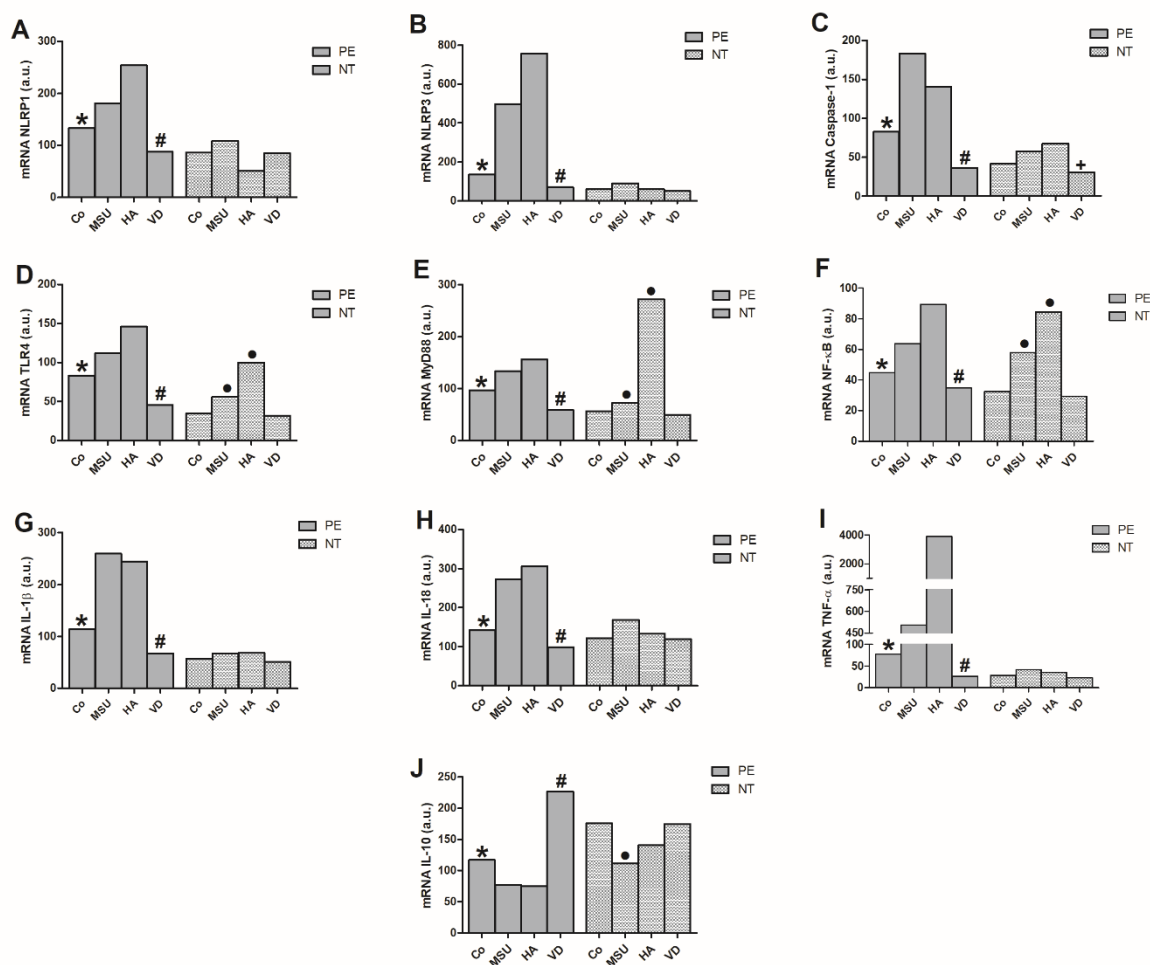 A
mRNA NLRP1 (a.u.)
300
200
100
0
*
#
Co MSU HA VD Co MSU HA VD
PE
NT
B
mRNA NLRP3 (a.u.)
800
600
400
200
0
*
#
Co MSU HA VD Co MSU HA VD
PE
NT
C
mRNA Caspase-1 (a.u.)
200
150
100
50
0
*
#
+
Co MSU HA VD Co MSU HA VD
PE
NT
D
mRNA TLR4 (a.u.)
200
150
100
50
0
*
#
•
•
Co MSU HA VD Co MSU HA VD
PE
NT
E
mRNA MyD88 (a.u.)
300
200
100
0
*
#
•
•
Co MSU HA VD Co MSU HA VD
PE
NT
F
mRNA NF-κB (a.u.)
100
80
60
40
20
0
*
#
•
•
Co MSU HA VD Co MSU HA VD
PE
NT
G
mRNA IL-1β (a.u.)
300
200
100
0
*
#
Co MSU HA VD Co MSU HA VD
PE
NT
H
mRNA IL-18 (a.u.)
400
300
200
100
0
*
#
Co MSU HA VD Co MSU HA VD
PE
NT
I
mRNA TNF-α (a.u.)
4000
2000
750
600
450
100
50
0
*
#
Co MSU HA VD Co MSU HA VD
PE
NT
J
mRNA IL-10 (a.u.)
250
200
150
100
50
0
*
#
•
Co MSU HA VD Co MSU HA VD
PE
NT